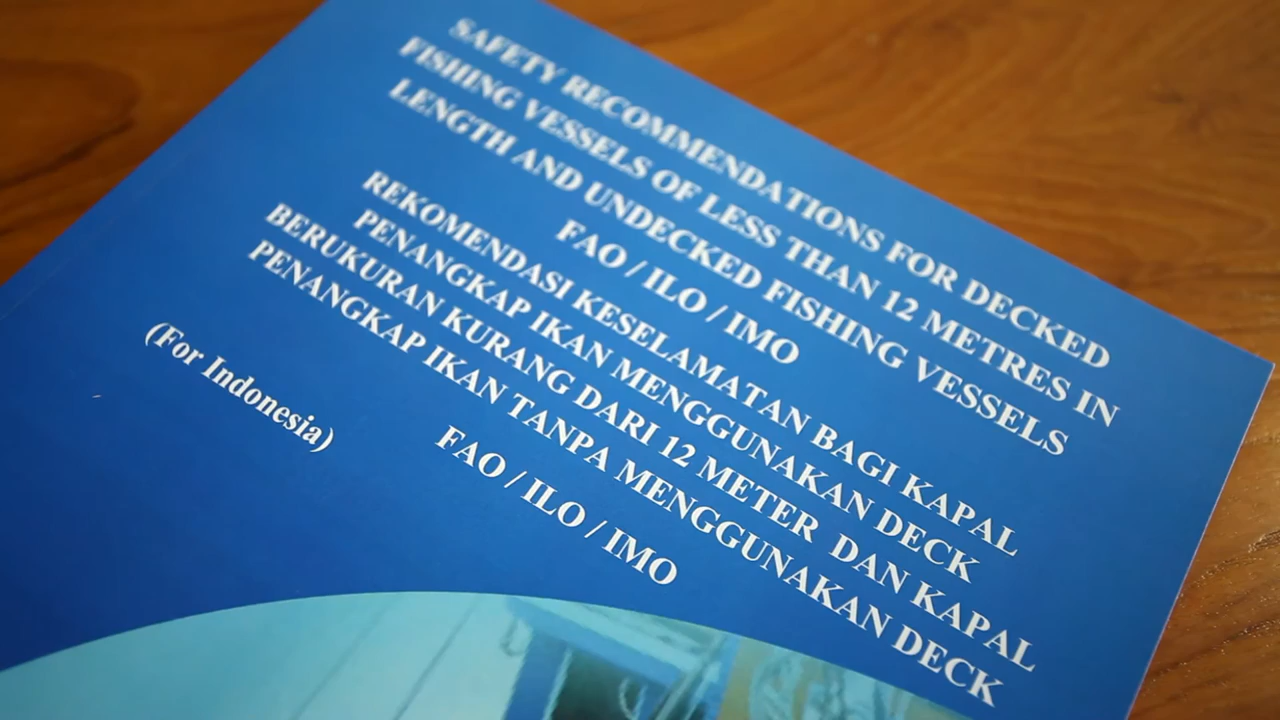 SAFETY RECOMMENDATIONS FOR DECKED
FISHING VESSELS OF LESS THAN 12 METRES IN
LENGTH AND UNDECKED FISHING VESSELS
FAO / ILO / IMO
REKOMENDASI KESELAMATAN BAGI KAPAL
PENANGKAP IKAN MENGGUNAKAN DECK
BERUKURAN KURANG DARI 12 METER DAN KAPAL
PENANGKAP IKAN TANPA MENGGUNAKAN DECK
FAO / ILO / IMO
(For Indonesia)